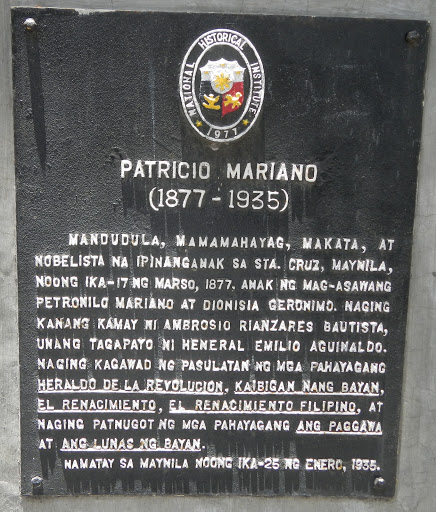 NATIONAL HISTORICAL INSTITUTE
1977
PATRICIO MARIANO
(1877 - 1935)
MANDUDULA, MAMAMAHAYAG, MAKATA, AT
NOBELISTA NA IPINANGANAK SA STA. CRUZ, MAYNILA,
NOONG IKA-17 NG MARSO, 1877. ANAK NG MAG-ASAWANG
PETRONILO MARIANO AT DIONISIA GERONIMO. NAGING
KANANG KAMAY NI AMBROSIO RIANZARES BAUTISTA,
UNANG TAGAPAYO NI HENERAL EMILIO AGUINALDO.
NAGING KAGAWAD NG PASULATAN NG MGA PAHAYAGANG
HERALDO DE LA REVOLUCION, KAIBIGAN NANG BAYAN,
EL RENACIMIENTO, EL RENACIMIENTO FILIPINO, AT
NAGING PATNUGOT NG MGA PAHAYAGANG ANG PAGGAWA
AT ANG LUNAS NG BAYAN.
NAMATAY SA MAYNILA NOONG IKA-25 NG ENERO, 1935.